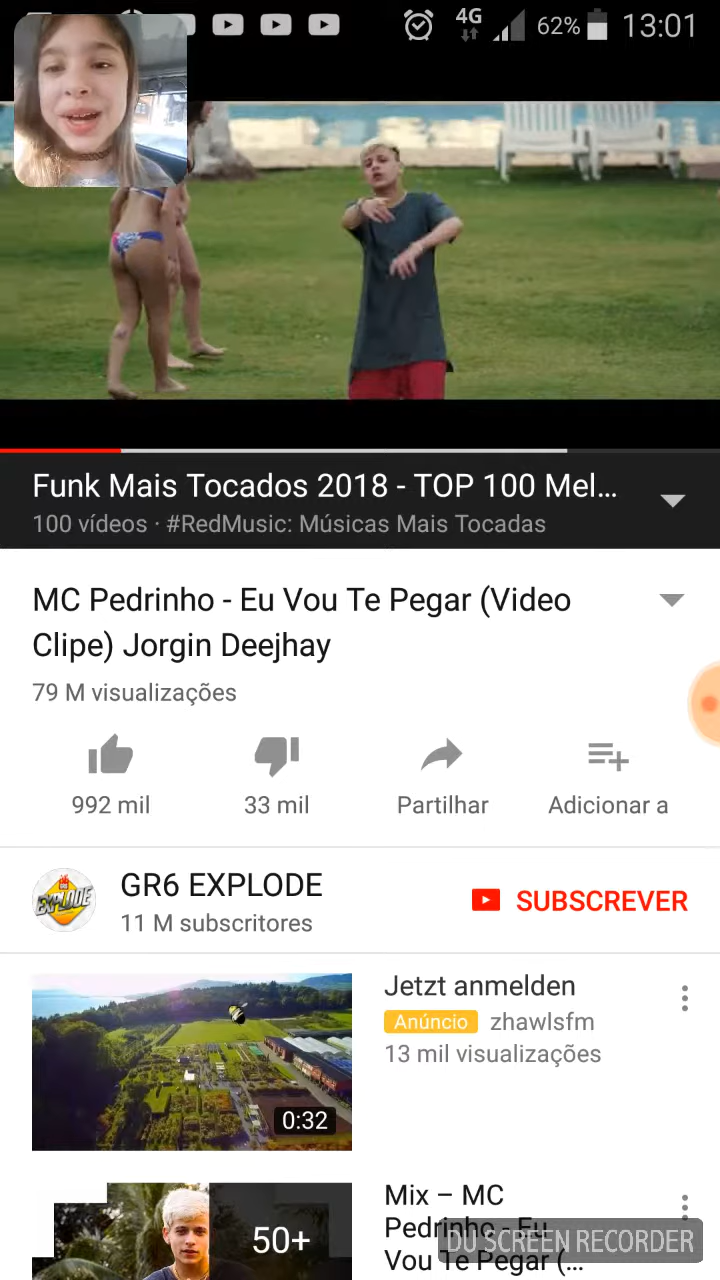 4G 62% 13:01
Funk Mais Tocados 2018 - TOP 100 Mel...
100 vídeos · #RedMusic: Músicas Mais Tocadas
MC Pedrinho - Eu Vou Te Pegar (Video
Clipe) Jorgin Deejhay
79 M visualizações
992 mil 33 mil Partilhar Adicionar a
GR6 EXPLODE
SUBSCREVER
11 M subscritores
GR6
EXPLODE
Jetzt anmelden
Anúncio zhawlsfm
13 mil visualizações
0:32
Mix – MC
Pedrinho - Eu
Vou Te Pegar (...
50+
DU SCREEN RECORDER